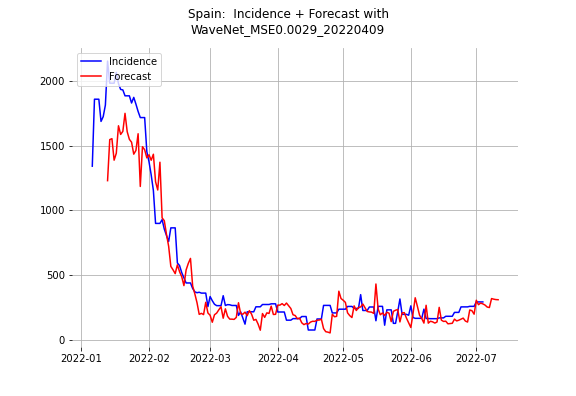 Spain:  Incidence + Forecast with
WaveNet_MSE0.0029_20220409
Incidence
Forecast
2000
1500
1000
500
0
2022-01 2022-02 2022-03 2022-04 2022-05 2022-06 2022-07